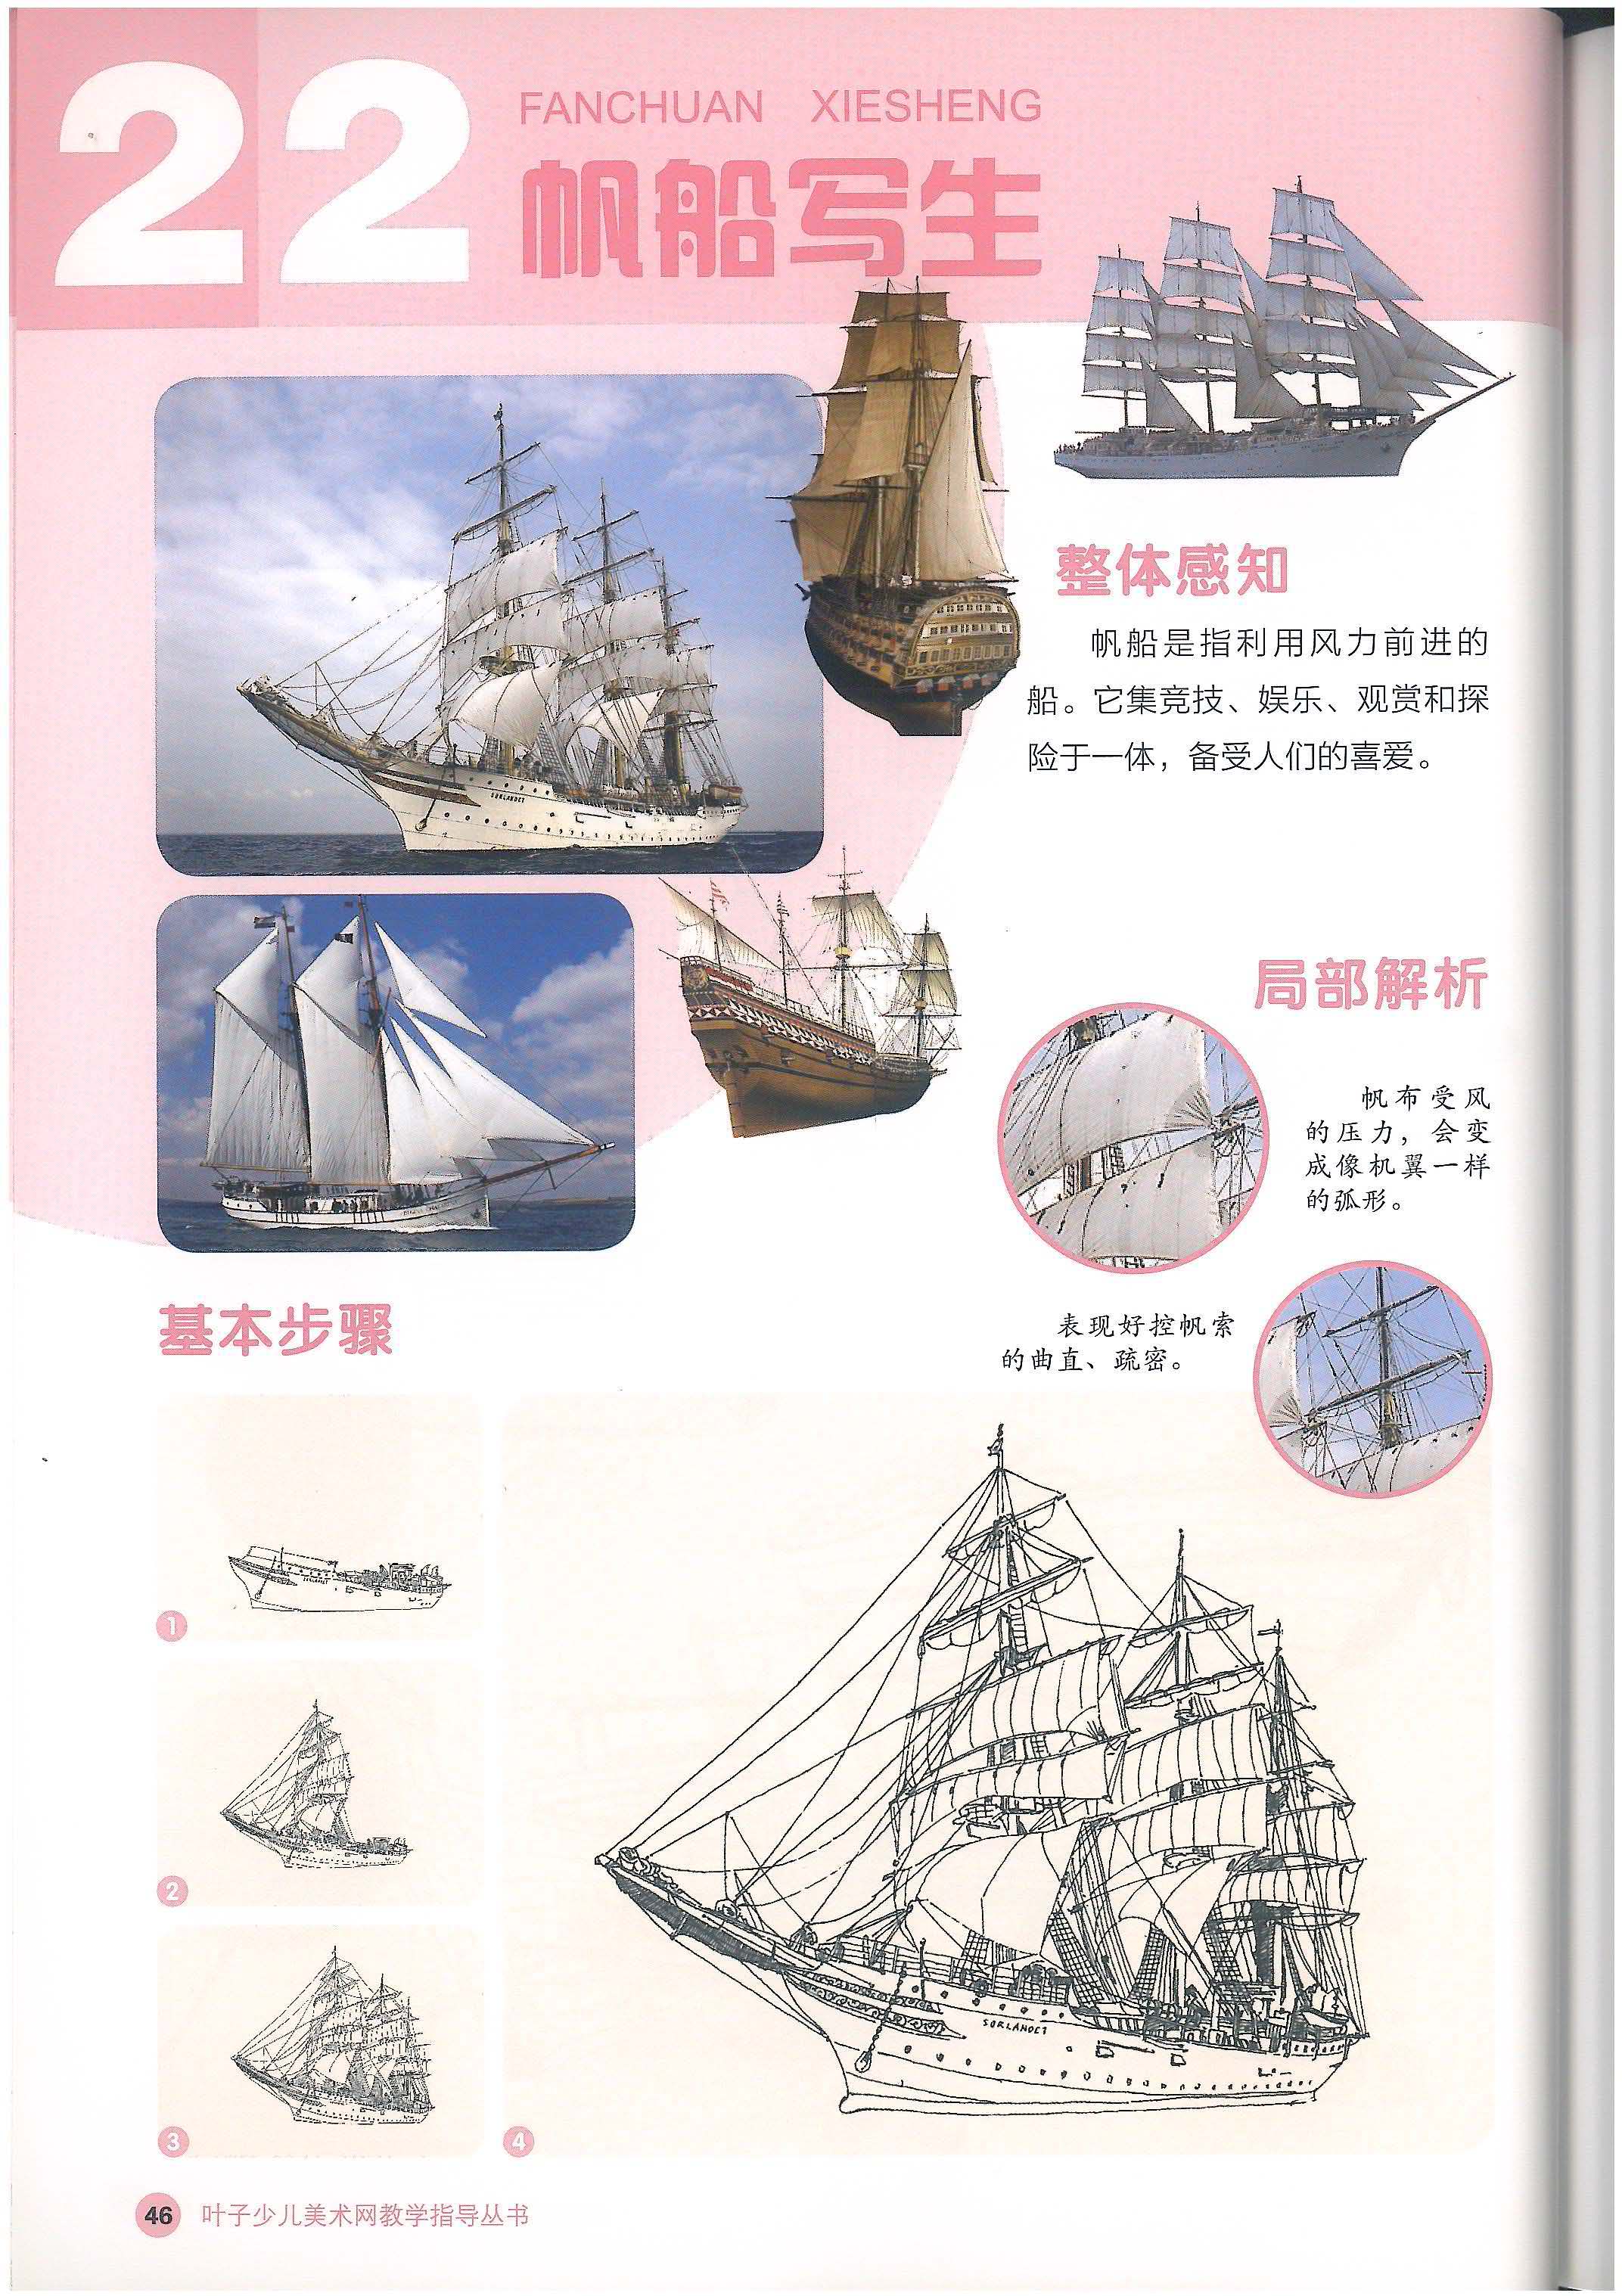 22
FANCHUAN XIESHENG
帆船写生
整体感知
帆船是指利用风力前进的
船。它集竞技、娱乐、观赏和探
险于一体，备受人们的喜爱。
SØRLANDET
局部解析
帆布受风
的压力，会变
成像机翼一样
的弧形。
表现好控帆索
的曲直、疏密。
基本步骤
1
2
3
4
SØRLANDET
46 叶子少儿美术网教学指导丛书